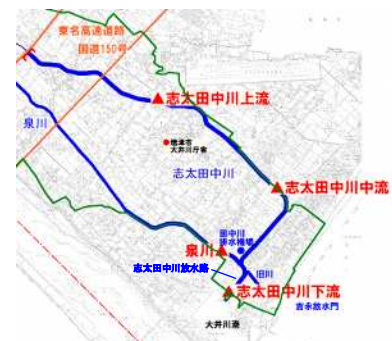 東名高速道路
国道150号
志太田中川上流
泉川
焼津市
大井川庁舎
志太田中川
志太田中川中流
田中川
排水機場
泉川
志太田中川放水路
旧川
志太田中川下流
吉永放水門
大井川港